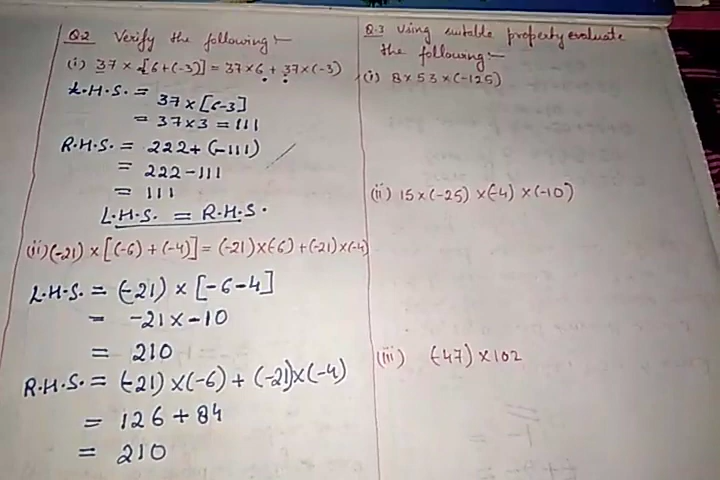 Q.2 Verify the following :-
(i) 37 × [6 + (-3)] = 37×6 + 37×(-3)
L.H.S. = 37 × [6-3]
= 37×3 = 111
R.H.S. = 222 + (-111)
= 222 - 111
= 111
L.H.S. = R.H.S.
(ii) (-21) × [(-6) + (-4)] = (-21)×(-6) + (-21)×(-4)
L.H.S. = (-21) × [-6-4]
= -21 × -10
= 210
R.H.S. = (-21) × (-6) + (-21) × (-4)
= 126 + 84
= 210
Q.3 Using suitable property evaluate
the following :-
(i) 8 × 53 × (-125)
(ii) 15 × (-25) × (-4) × (-10)
(iii) (-47) × 102